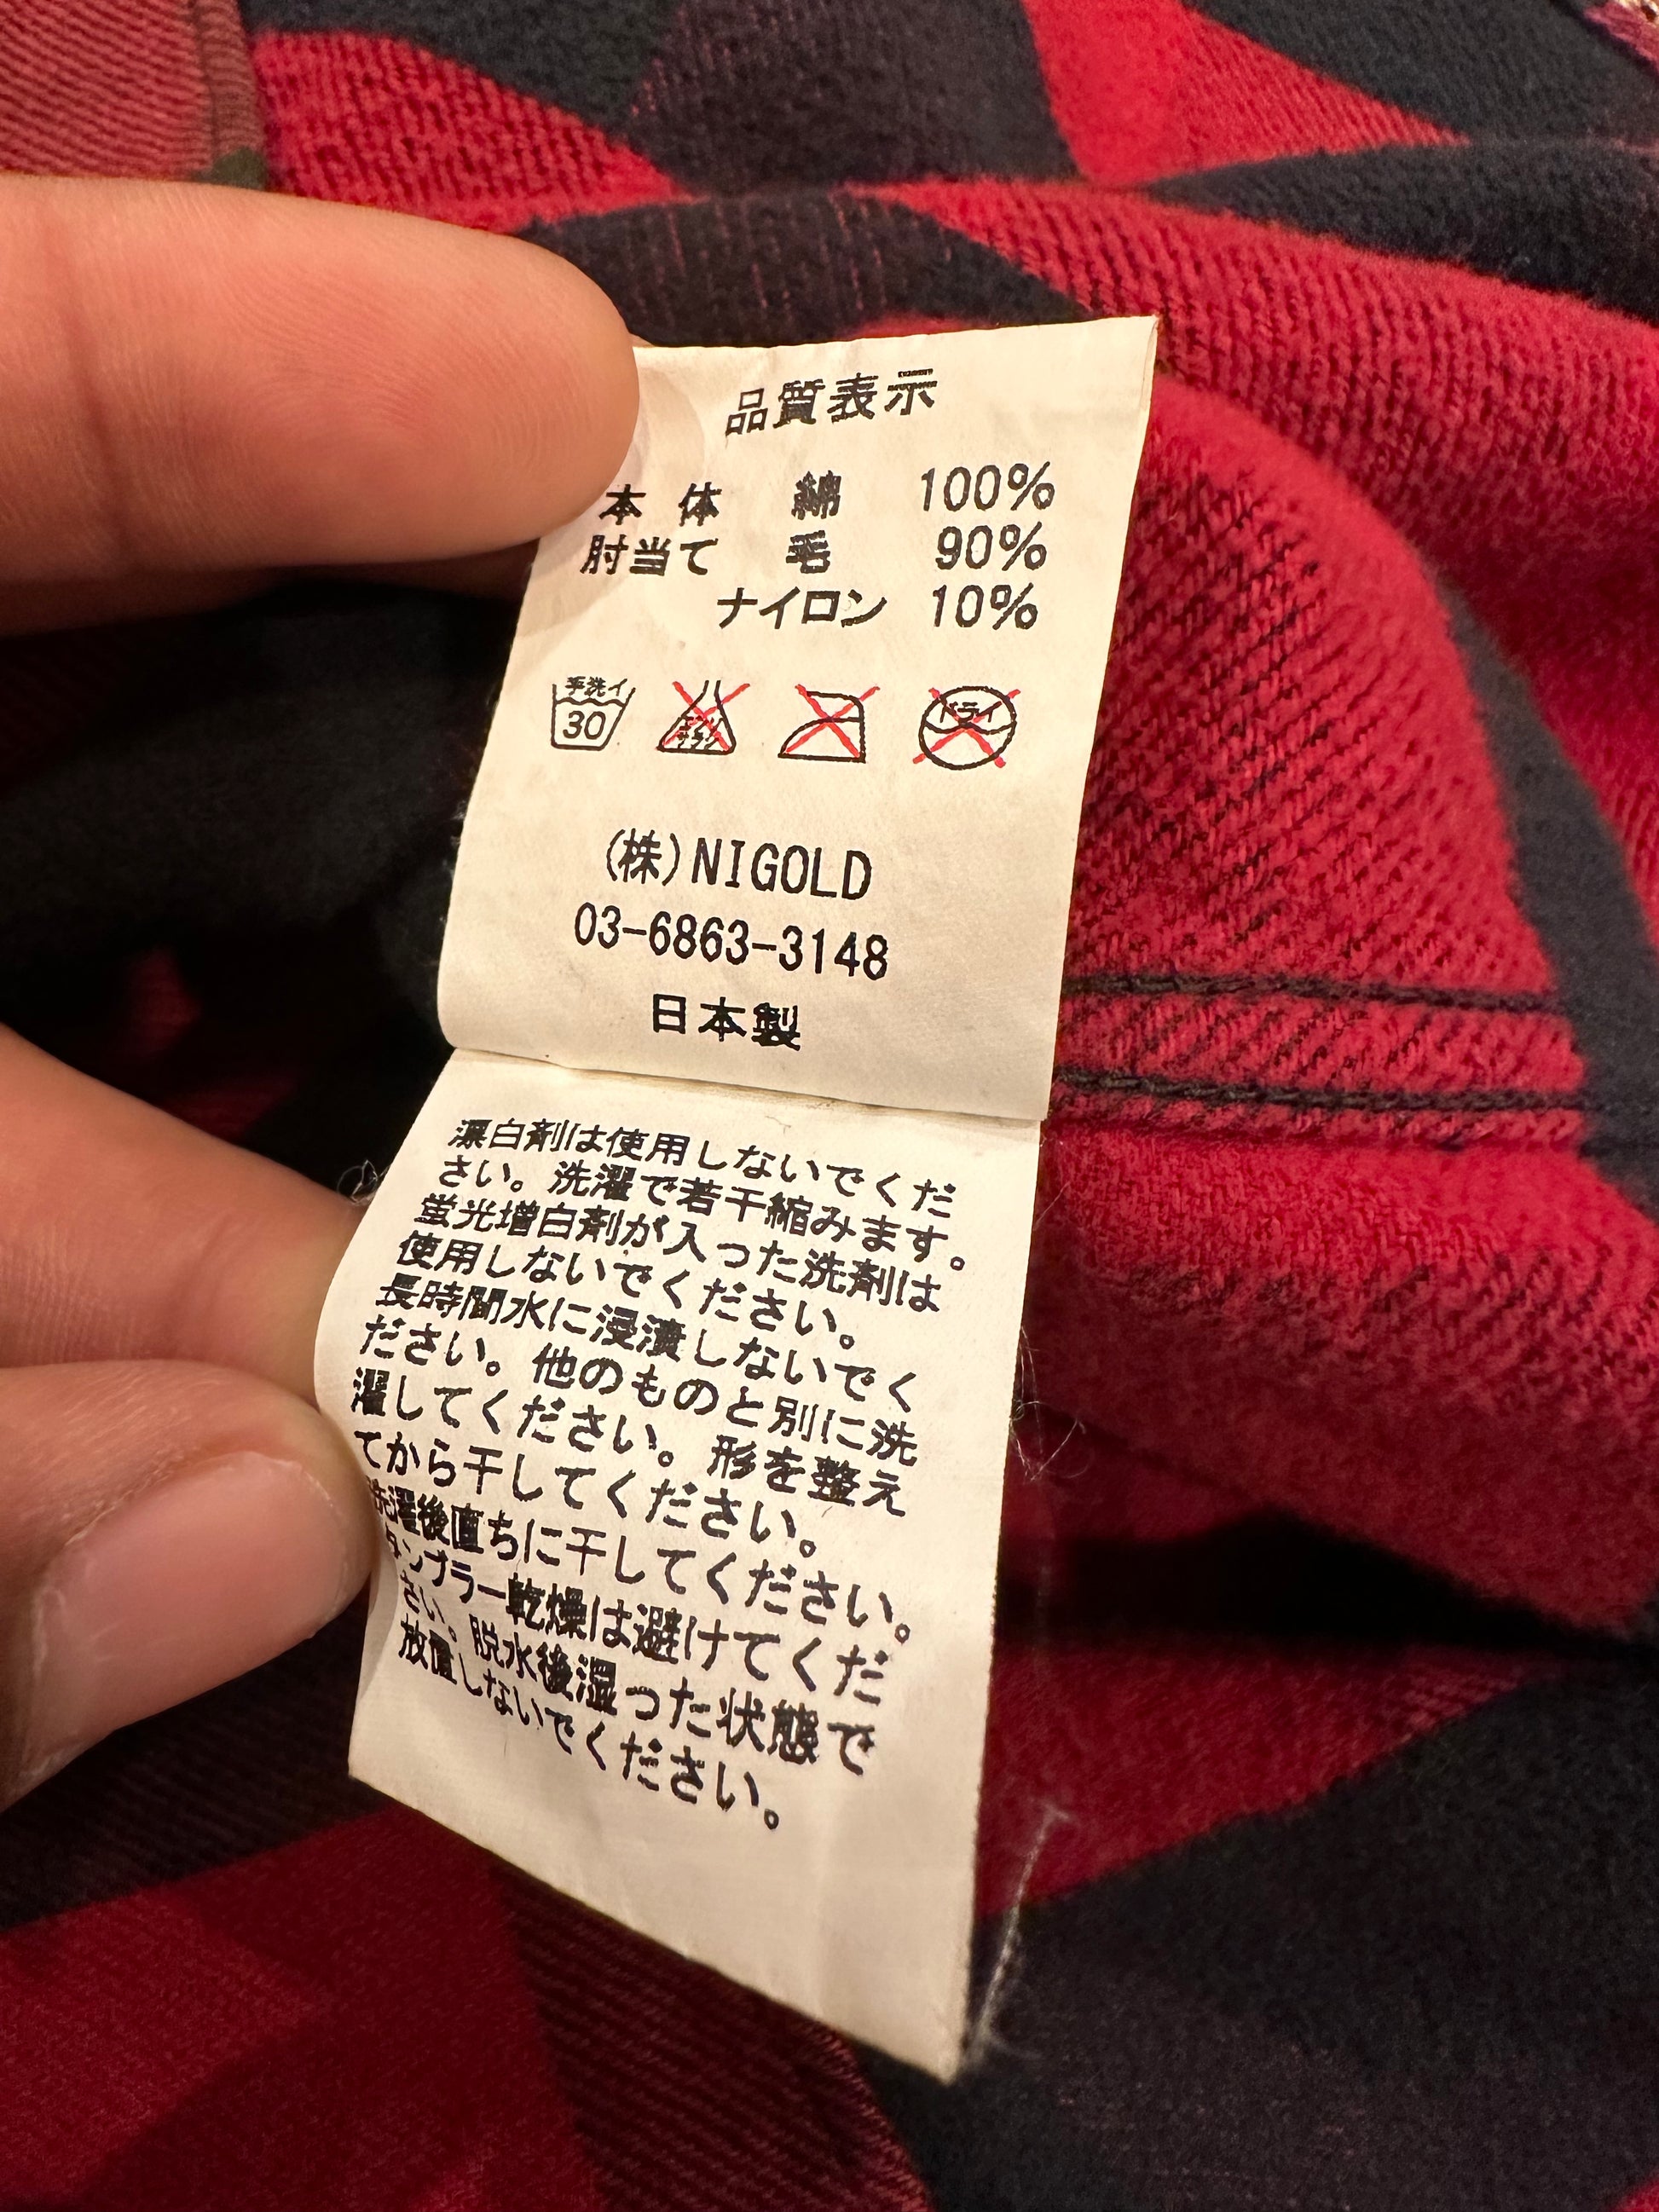 品質表示
本 体 綿 100%
肘当て 毛 90%
ナイロン 10%
手洗イ
30
エンソ
サラシ
ドライ
(株)NIGOLD
03-6863-3148
日本製
漂白剤は使用しないでくだ
さい。洗濯で若干縮みます。
蛍光増白剤が入った洗剤は
使用しないでください。
長時間水に浸漬しないでく
ださい。他のものと別に洗
濯してください。形を整え
てから干してください。
洗濯後直ちに干してください。
タンブラー乾燥は避けてくだ
さい。脱水後湿った状態で
放置しないでください。